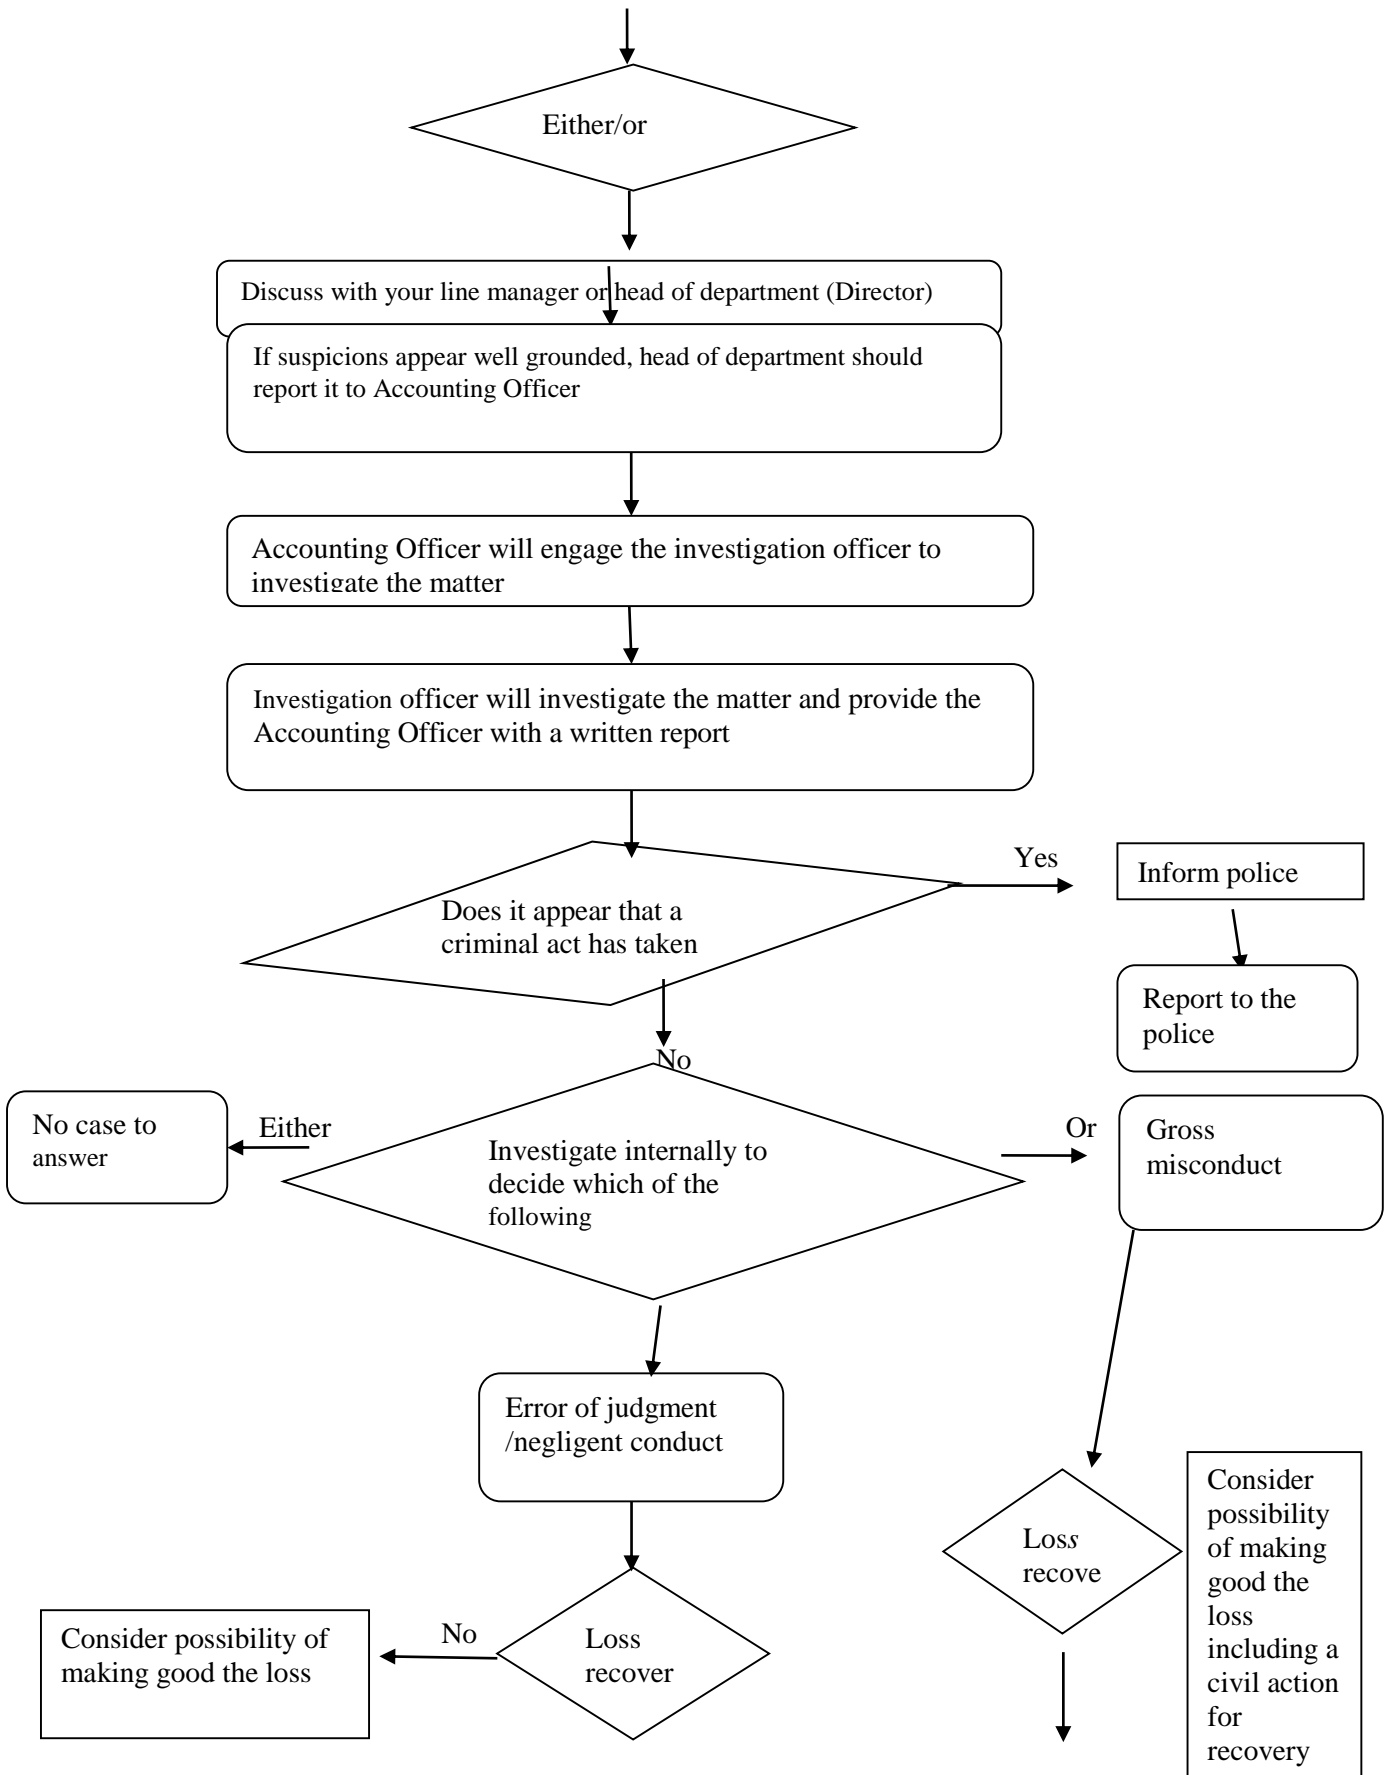 Either/or
Discuss with your line manager or head of department (Director)
If suspicions appear well grounded, head of department should
report it to Accounting Officer
Accounting Officer will engage the investigation officer to
investigate the matter
Investigation officer will investigate the matter and provide the
Accounting Officer with a written report
Yes
Inform police
Does it appear that a
criminal act has taken
Report to the
police
No
No case to
answer
Either
Investigate internally to
decide which of the
following
Or
Gross
misconduct
Error of judgment
/negligent conduct
Loss
recove
Consider
possibility
of making
good the
loss
including a
civil action
for
recovery
Consider possibility of
making good the loss
No
Loss
recover